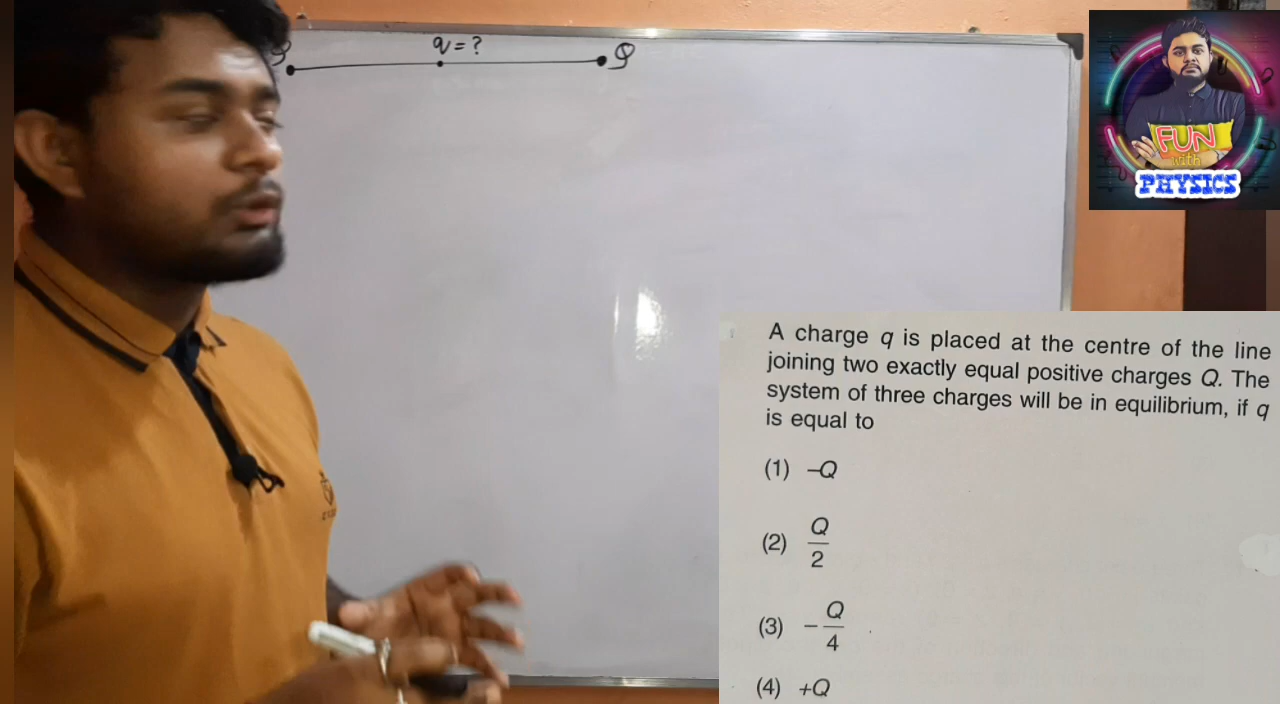 Q q = ? Q
FUN
with
PHYSICS
A charge q is placed at the centre of the line
joining two exactly equal positive charges Q. The
system of three charges will be in equilibrium, if q
is equal to
(1) –Q
(2) Q/2
(3) – Q/4
(4) +Q